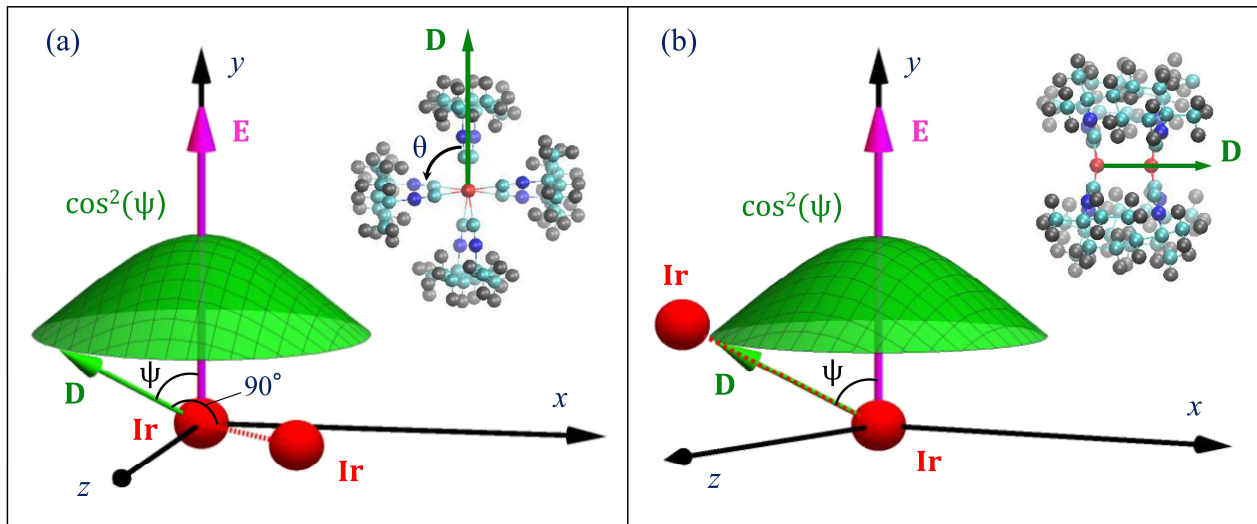 (a)
D
y
E
θ
cos²(ψ)
ψ
90°
D
Ir
x
z
Ir
(b)
y
E
D
cos²(ψ)
Ir
ψ
D
x
z
Ir